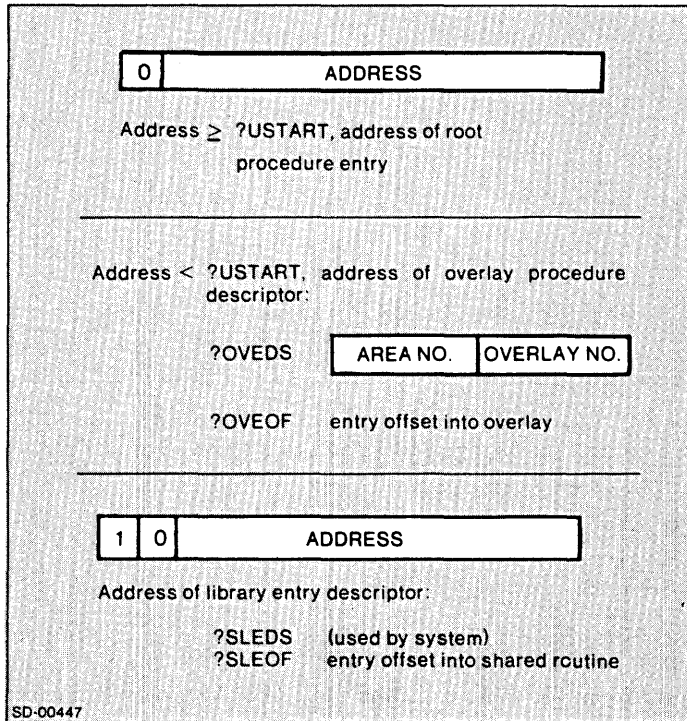 0 ADDRESS
Address ≥ ?USTART, address of root
procedure entry
Address < ?USTART, address of overlay procedure
descriptor:
?OVEDS AREA NO. OVERLAY NO.
?OVEOF entry offset into overlay
1 0 ADDRESS
Address of library entry descriptor:
?SLEDS (used by system)
?SLEOF entry offset into shared routine
SD-00447